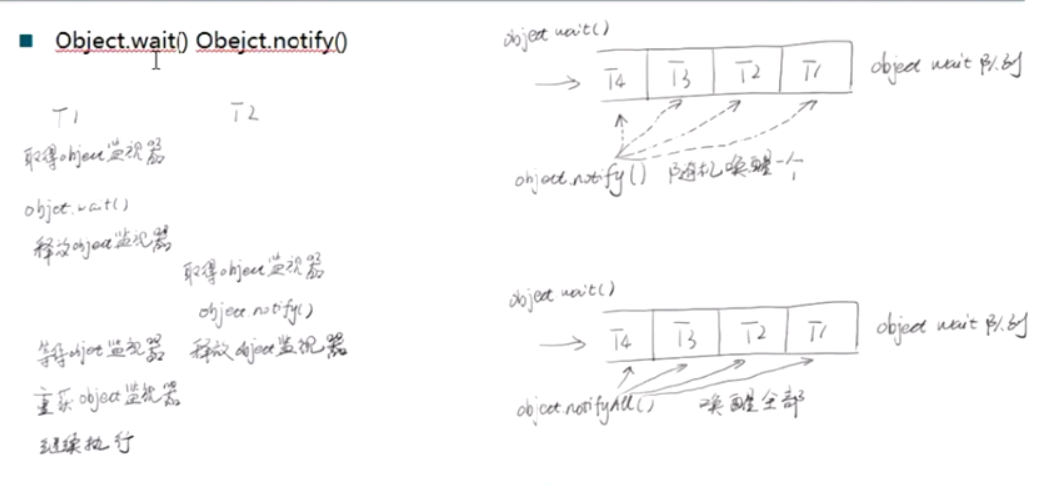 Object.wait() Obejct.notify()
T1 T2
取得object监视器
objet.wait()
释放object监视器
取得object监视器
object.notify()
等待objet监视器 释放object监视器
重获object监视器
继续执行
object wait()
T4 T3 T2 T1 object wait 队列
object.notify() 随机唤醒一个
object wait()
T4 T3 T2 T1 object wait 队列
object.notifyAll() 唤醒全部